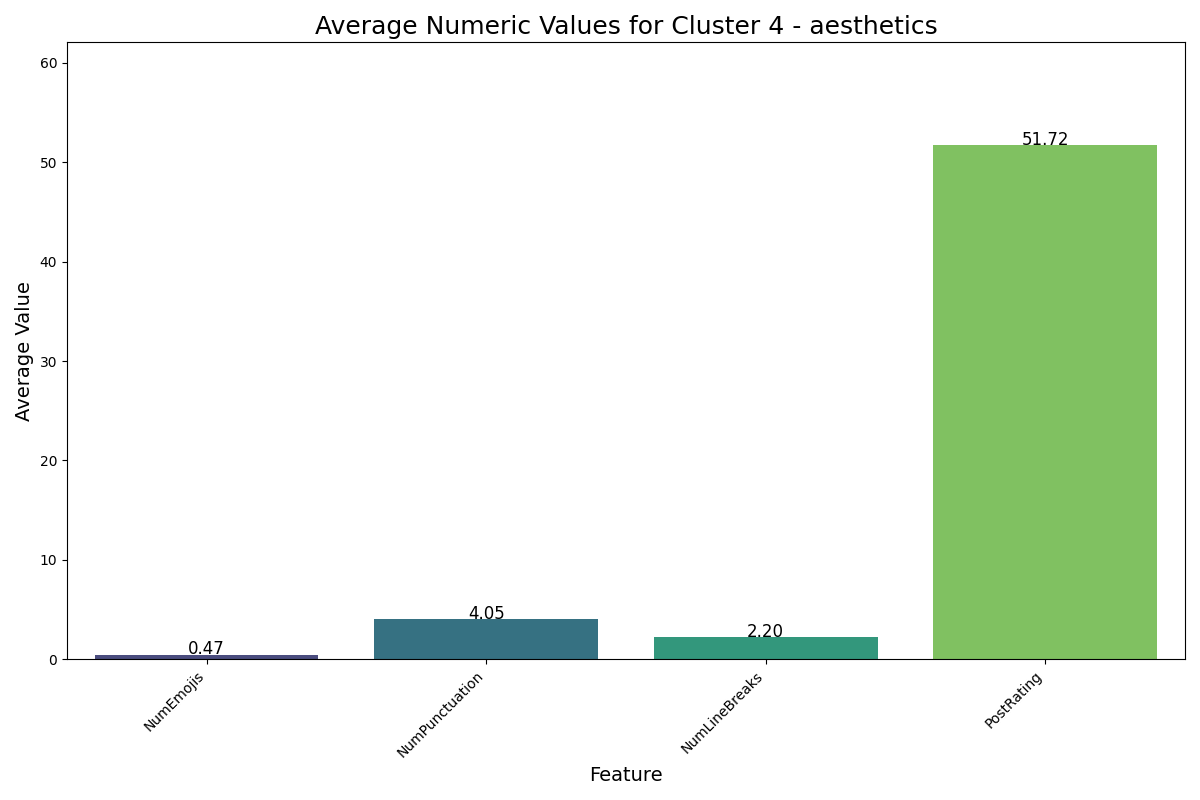 Average Numeric Values for Cluster 4 - aesthetics
Average Value
60
50
40
30
20
10
0
0.47
4.05
2.20
51.72
NumEmojis
NumPunctuation
NumLineBreaks
PostRating
Feature